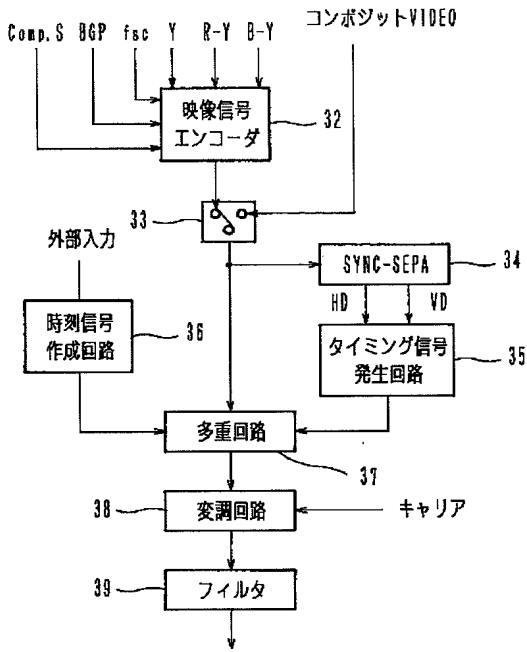 コンポジットVIDEO
Comp.S BGP fsc Y R-Y B-Y
映像信号
エンコーダ
32
33
外部入力
SYNC-SEPA
34
HD
VD
時刻信号
作成回路
36
タイミング信号
発生回路
35
多重回路
37
38
変調回路
キャリア
39
フィルタ